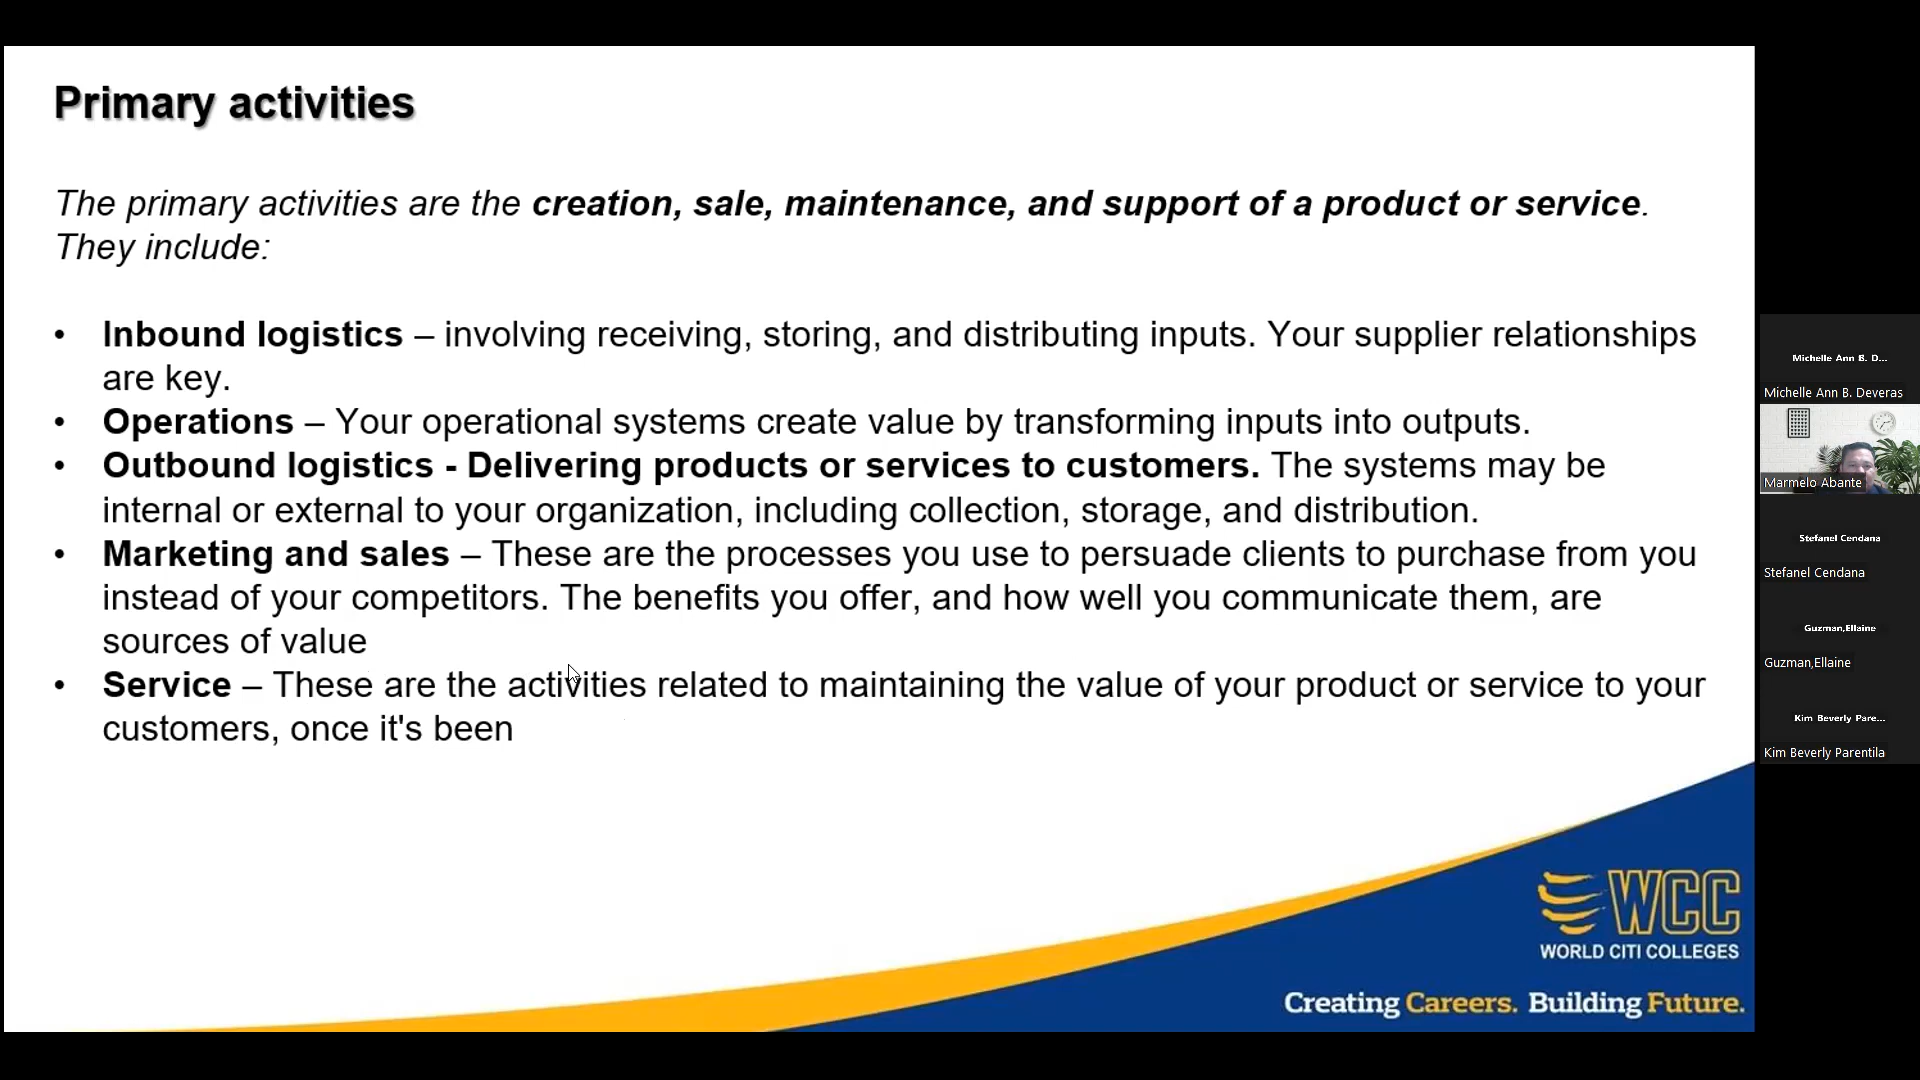 Primary activities
The primary activities are the creation, sale, maintenance, and support of a product or service.
They include:
• Inbound logistics – involving receiving, storing, and distributing inputs. Your supplier relationships
are key.
• Operations – Your operational systems create value by transforming inputs into outputs.
• Outbound logistics - Delivering products or services to customers. The systems may be
internal or external to your organization, including collection, storage, and distribution.
• Marketing and sales – These are the processes you use to persuade clients to purchase from you
instead of your competitors. The benefits you offer, and how well you communicate them, are
sources of value
• Service – These are the activities related to maintaining the value of your product or service to your
customers, once it's been
WCC
WORLD CITI COLLEGES
Creating Careers. Building Future.
Michelle Ann B. D...
Michelle Ann B. Deveras
Marmelo Abante
Stefanel Cendana
Stefanel Cendana
Guzman,Ellaine
Guzman,Ellaine
Kim Beverly Pare...
Kim Beverly Parentila